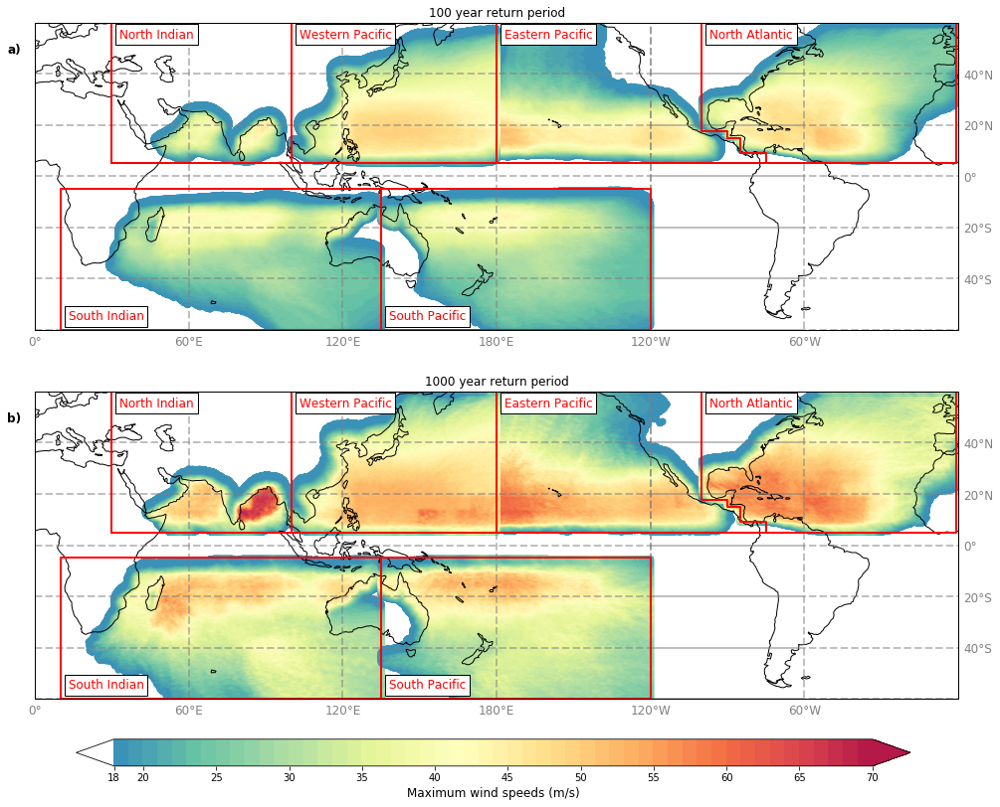 100 year return period
a)
North Indian
Western Pacific
Eastern Pacific
North Atlantic
40°N
20°N
0°
20°S
40°S
South Indian
South Pacific
0°
60°E
120°E
180°E
120°W
60°W
1000 year return period
b)
North Indian
Western Pacific
Eastern Pacific
North Atlantic
40°N
20°N
0°
20°S
40°S
South Indian
South Pacific
0°
60°E
120°E
180°E
120°W
60°W
18 20 25 30 35 40 45 50 55 60 65 70
Maximum wind speeds (m/s)